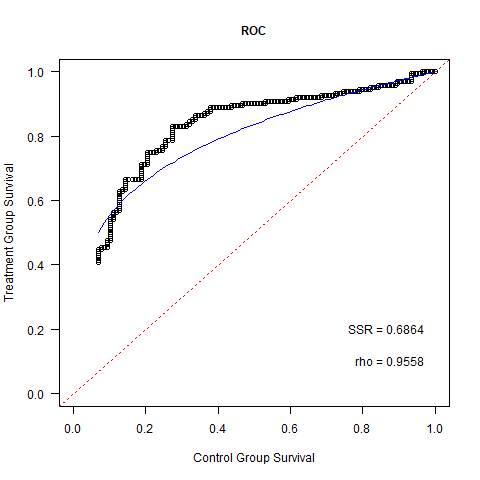 ROC
Treatment Group Survival
1.0
0.8
0.6
0.4
0.2
0.0
SSR = 0.6864
rho = 0.9558
0.0 0.2 0.4 0.6 0.8 1.0
Control Group Survival